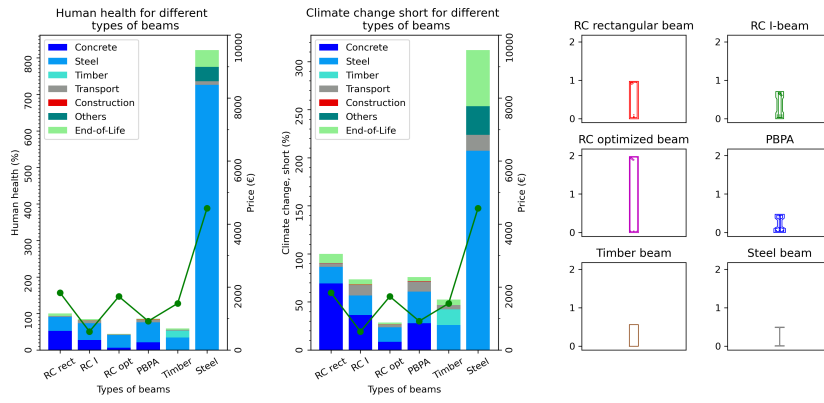 Human health for different
types of beams
Human health (%)
800
700
600
500
400
300
200
100
0
Concrete
Steel
Timber
Transport
Construction
Others
End-of-Life
10000
8000
6000
4000
2000
0
Price (€)
RC rect
RC I
RC opt
PBPA
Timber
Steel
Types of beams
Climate change short for different
types of beams
Climate change, short (%)
300
250
200
150
100
50
0
Concrete
Steel
Timber
Transport
Construction
Others
End-of-Life
10000
8000
6000
4000
2000
0
Price (€)
RC rect
RC I
RC opt
PBPA
Timber
Steel
Types of beams
RC rectangular beam
2
1
0
RC I-beam
2
1
0
RC optimized beam
2
1
0
PBPA
2
1
0
Timber beam
2
1
0
Steel beam
2
1
0